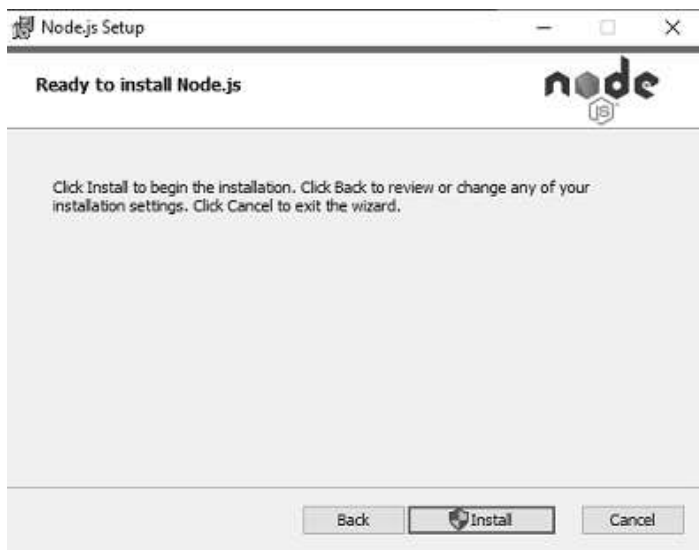 Node.js Setup
Ready to install Node.js
node
JS
Click Install to begin the installation. Click Back to review or change any of your
installation settings. Click Cancel to exit the wizard.
Back
Install
Cancel